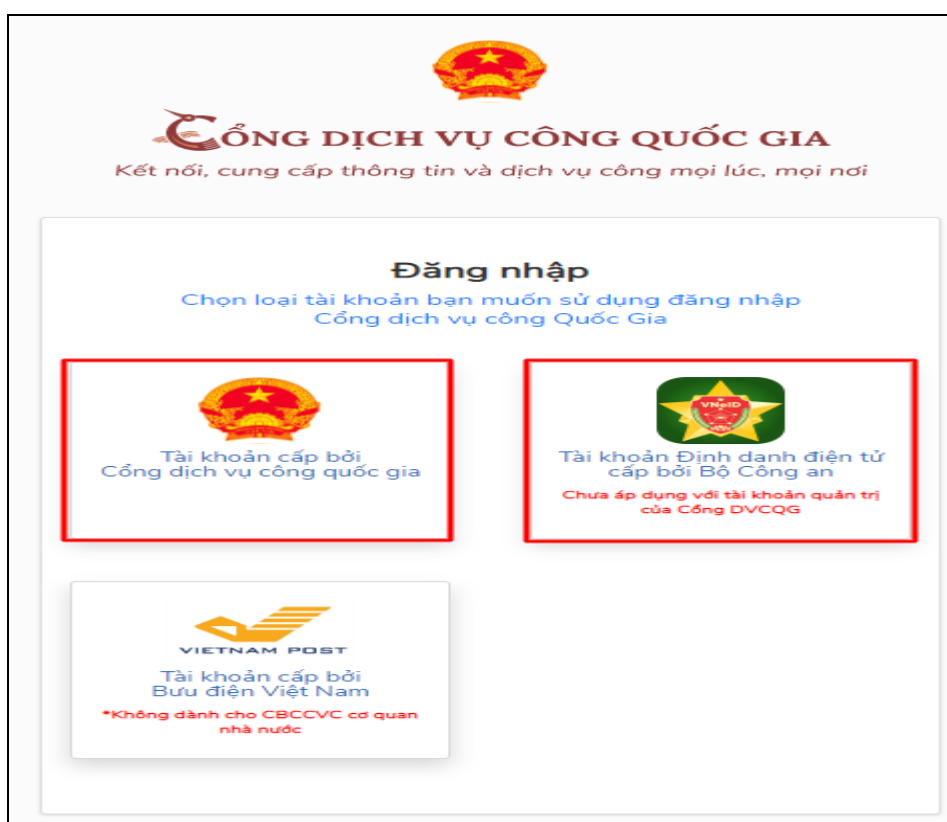 CỔNG DỊCH VỤ CÔNG QUỐC GIA
Kết nối, cung cấp thông tin và dịch vụ công mọi lúc, mọi nơi
Đăng nhập
Chọn loại tài khoản bạn muốn sử dụng đăng nhập
Cổng dịch vụ công Quốc Gia
Tài khoản cấp bởi
Cổng dịch vụ công quốc gia
VNeID
Tài khoản Định danh điện tử
cấp bởi Bộ Công an
Chưa áp dụng với tài khoản quản trị
của Cổng DVCQG
VIETNAM POST
Tài khoản cấp bởi
Bưu điện Việt Nam
*Không dành cho CBCCVC cơ quan
nhà nước